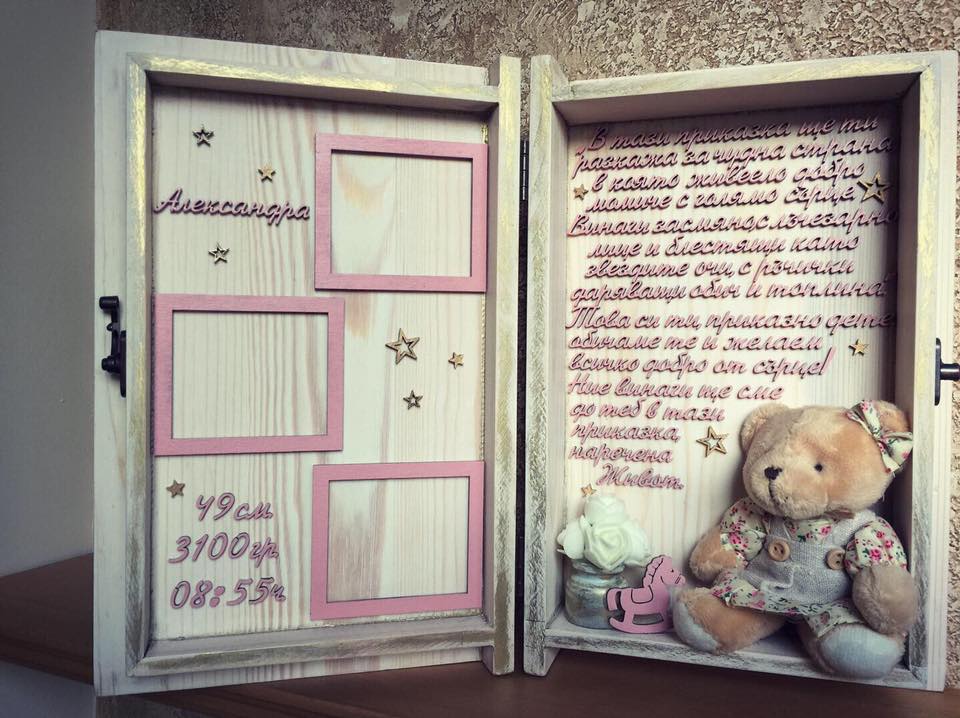 Александра
49см.
3100гр.
08:55ч.
„В тази приказка ще ти
разкажа за чудна страна
в която живеело добро
момиче с голямо сърце.
Винаги засмяно с лъчезарно
лице и блестящи като
звездите очи, с ръчички
даряващи обич и топлина."
Това си ти, приказно дете
обичаме те и желаем
всичко добро от сърце!
Ние винаги ще сме
до теб в тази
приказка,
наречена
Живот.